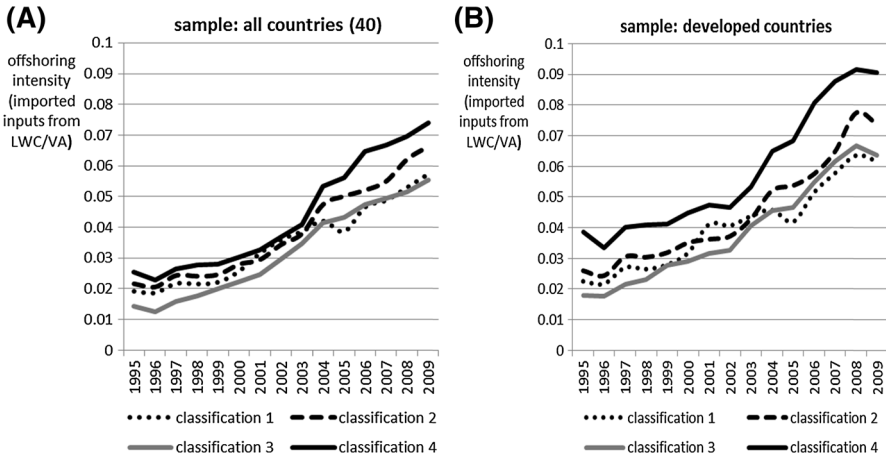 (A)
sample: all countries (40)
offshoring
intensity
(imported
inputs from
LWC/VA)
0.1
0.09
0.08
0.07
0.06
0.05
0.04
0.03
0.02
0.01
0
1995
1996
1997
1998
1999
2000
2001
2002
2003
2004
2005
2006
2007
2008
2009
classification 1
classification 2
classification 3
classification 4
(B)
sample: developed countries
offshoring
intensity
(imported
inputs from
LWC/VA)
0.1
0.09
0.08
0.07
0.06
0.05
0.04
0.03
0.02
0.01
0
1995
1996
1997
1998
1999
2000
2001
2002
2003
2004
2005
2006
2007
2008
2009
classification 1
classification 2
classification 3
classification 4